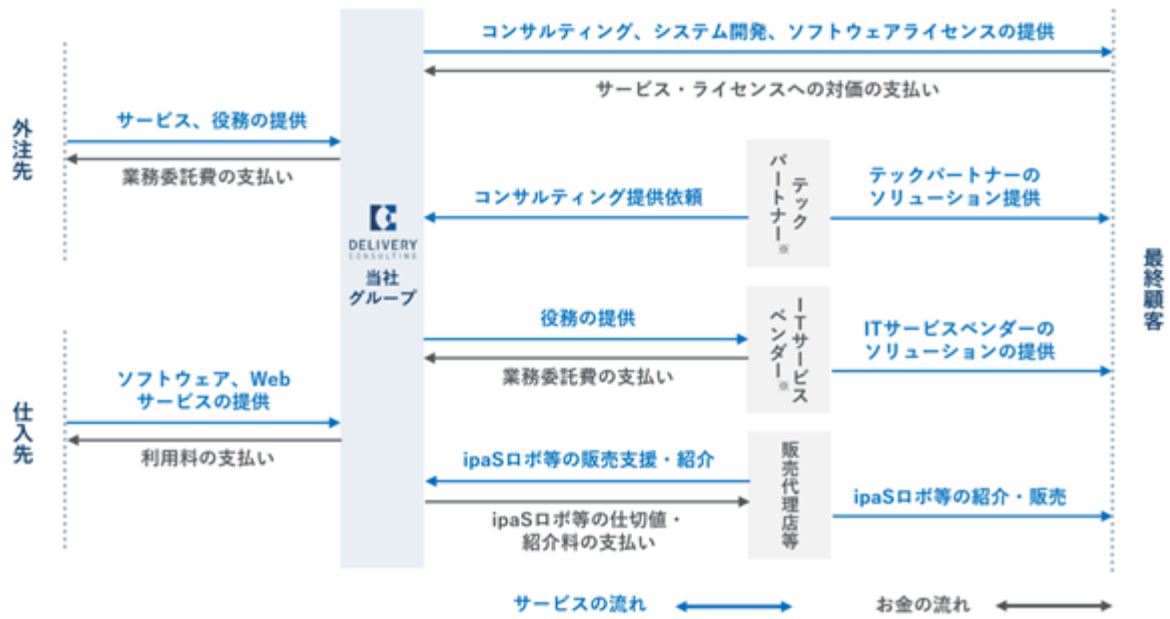 コンサルティング、システム開発、ソフトウェアライセンスの提供
サービス・ライセンスへの対価の支払い
外注先
サービス、役務の提供
業務委託費の支払い
仕入先
ソフトウェア、Web
サービスの提供
利用料の支払い
DELIVERY
CONSULTING
当社
グループ
コンサルティング提供依頼
テック
パートナー※
テックパートナーの
ソリューション提供
役務の提供
業務委託費の支払い
ITサービス
ベンダー※
ITサービスベンダーの
ソリューションの提供
ipaSロボ等の販売支援・紹介
ipaSロボ等の仕切値・
紹介料の支払い
販売代理店等
ipaSロボ等の紹介・販売
最終顧客
サービスの流れ
お金の流れ